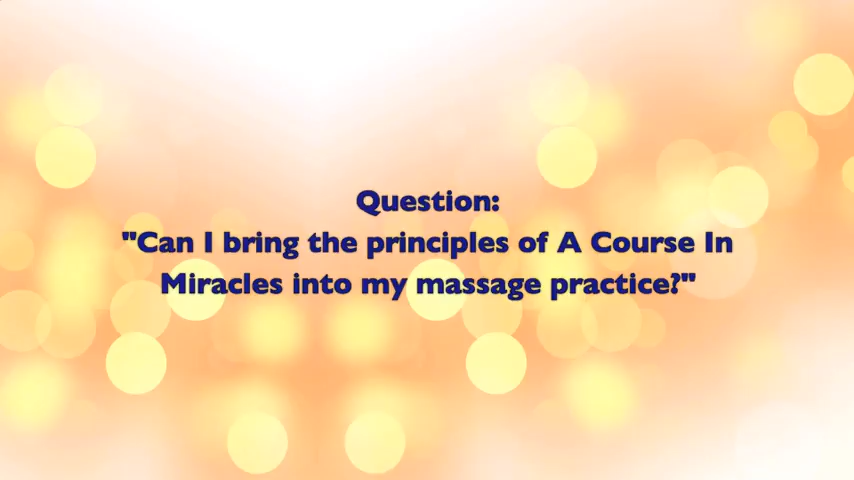 Question:
"Can I bring the principles of A Course In
Miracles into my massage practice?"